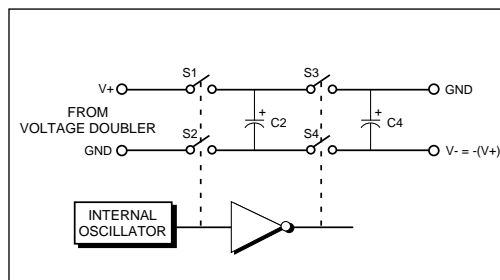 S1
S3
V+
GND
+
+
FROM
VOLTAGE DOUBLER
C2
C4
S2
S4
GND
V- = -(V+)
INTERNAL
OSCILLATOR